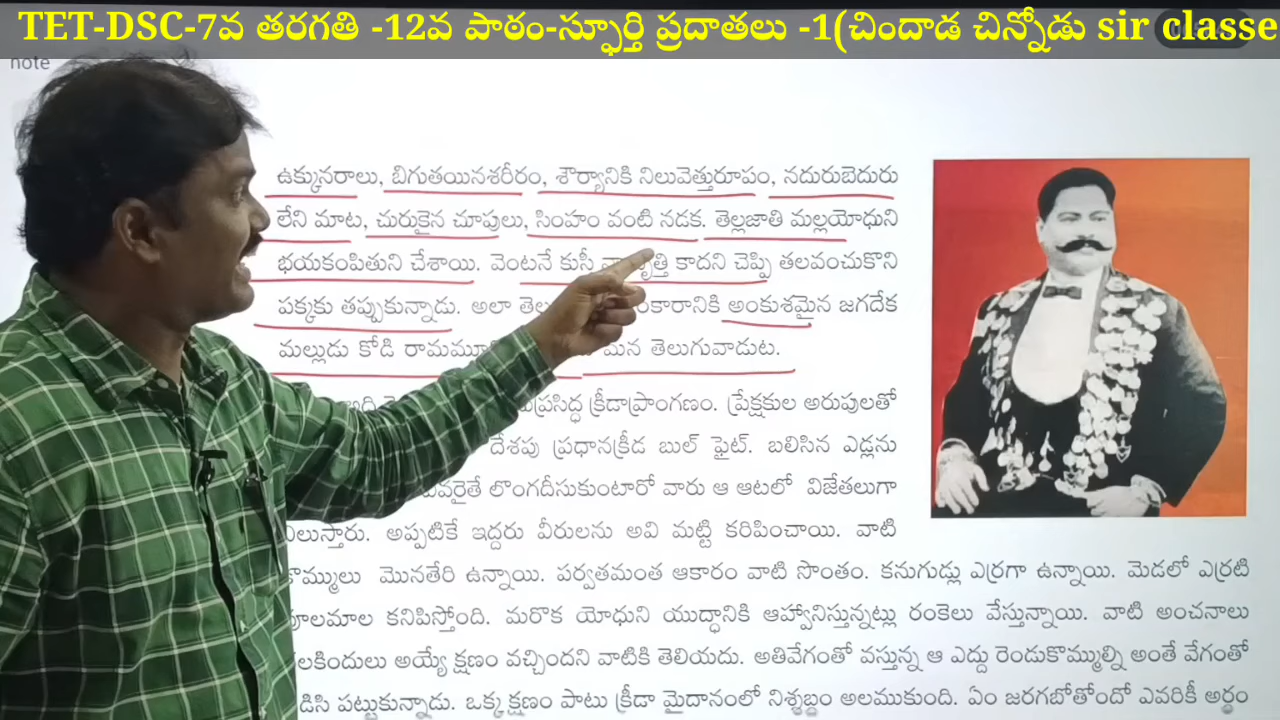 TET-DSC-7వ తరగతి -12వ పాఠం-స్ఫూర్తి ప్రదాతలు -1(చిందాడ చిన్నోడు sir classe
note
ఉక్కునరాలు, బిగుతయినశరీరం, శౌర్యానికి నిలువెత్తురూపం, నదురుబెదురు
లేని మాట, చురుకైన చూపులు, సింహం వంటి నడక. తెల్లజాతి మల్లయోధుని
భయకంపితుని చేశాయి. వెంటనే కుస్తీ కాదని చెప్పి తలవంచుకొని
పక్కకు తప్పుకున్నాడు. అలా అంకుశమైన జగదేక
మల్లుడు కోడి మన తెలుగువాడుట.
క్రీడాప్రాంగణం. ప్రేక్షకుల అరుపులతో
దేశపు ప్రధానక్రీడ బుల్ ఫైట్. బలిసిన ఎడ్లను
లొంగదీసుకుంటారో వారు ఆ ఆటలో విజేతలుగా
నిలుస్తారు. అప్పటికే ఇద్దరు వీరులను అవి మట్టి కరిపించాయి. వాటి
కొమ్ములు మొనతేరి ఉన్నాయి. పర్వతమంత ఆకారం వాటి సొంతం. కనుగుడ్లు ఎర్రగా ఉన్నాయి. మెడలో ఎర్రటి
పూలమాల కనిపిస్తోంది. మరొక యోధుని యుద్ధానికి ఆహ్వానిస్తున్నట్లు రంకెలు వేస్తున్నాయి. వాటి అంచనాలు
తలకిందులు అయ్యే క్షణం వచ్చిందని వాటికి తెలియదు. అతివేగంతో వస్తున్న ఆ ఎద్దు రెండుకొమ్ముల్ని అంతే వేగంతో
పట్టుకున్నాడు. ఒక్క క్షణం పాటు క్రీడా మైదానంలో నిశ్శబ్దం అలముకుంది. ఏం జరగబోతోందో ఎవరికీ అర్థం